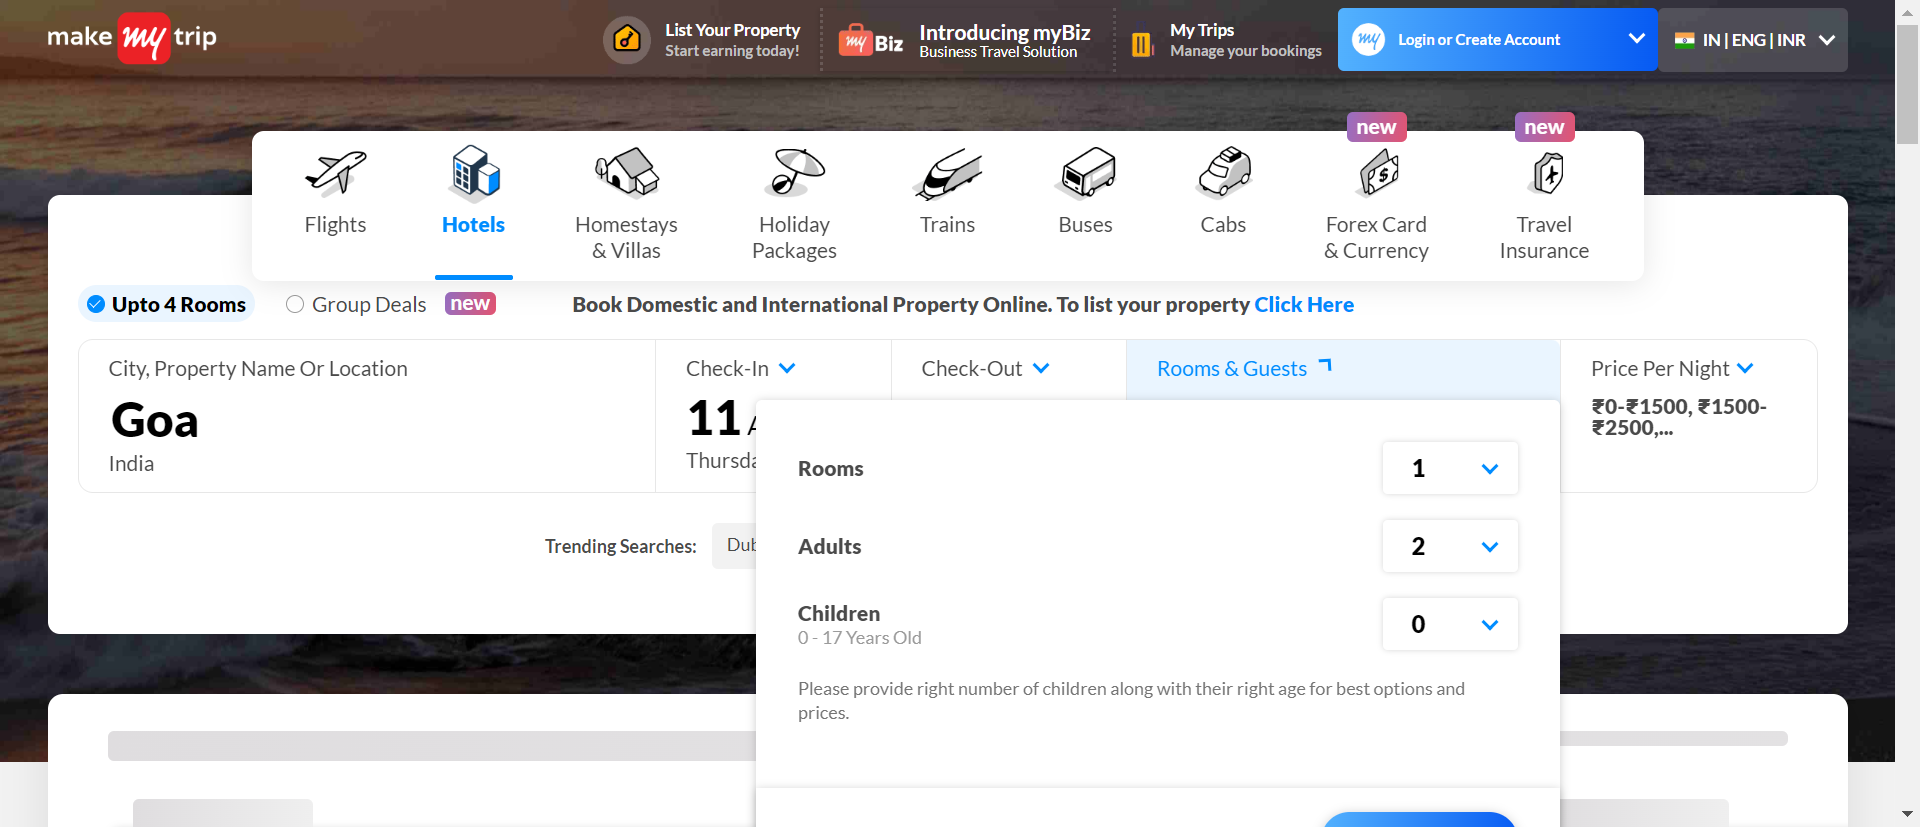 make my trip
List Your Property
Start earning today!
my Biz
Introducing myBiz
Business Travel Solution
My Trips
Manage your bookings
my
Login or Create Account
IN | ENG | INR
new
new
Flights
Hotels
Homestays
& Villas
Holiday
Packages
Trains
Buses
Cabs
Forex Card
& Currency
Travel
Insurance
Upto 4 Rooms
Group Deals
new
Book Domestic and International Property Online. To list your property Click Here
City, Property Name Or Location
Goa
India
Check-In
11
Check-Out
Rooms & Guests
Price Per Night
₹0-₹1500, ₹1500-
₹2500,...
Rooms
1
Adults
2
Children
0 - 17 Years Old
0
Please provide right number of children along with their right age for best options and
prices.
Trending Searches: